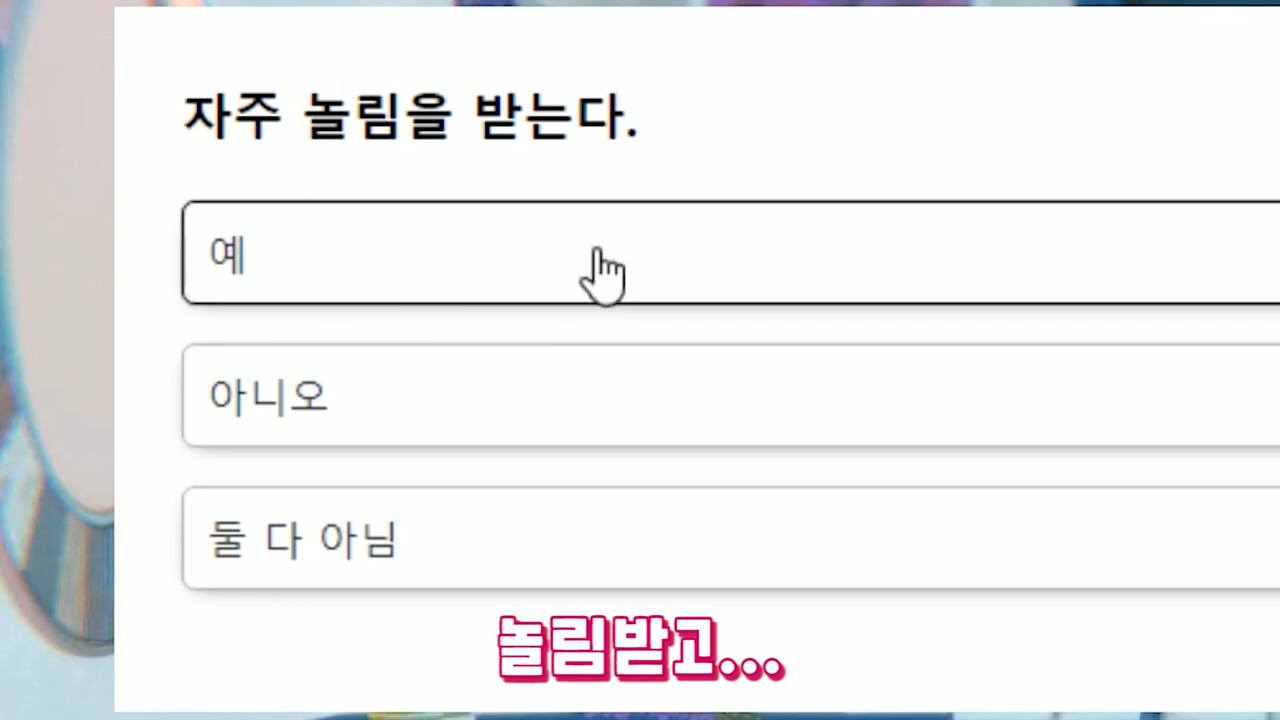 자주 놀림을 받는다.
예
아니오
둘 다 아님
놀림받고...